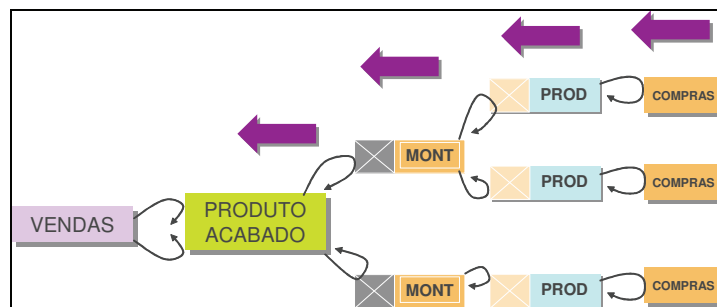 PROD
COMPRAS
MONT
PROD
COMPRAS
VENDAS
PRODUTO
ACABADO
MONT
PROD
COMPRAS